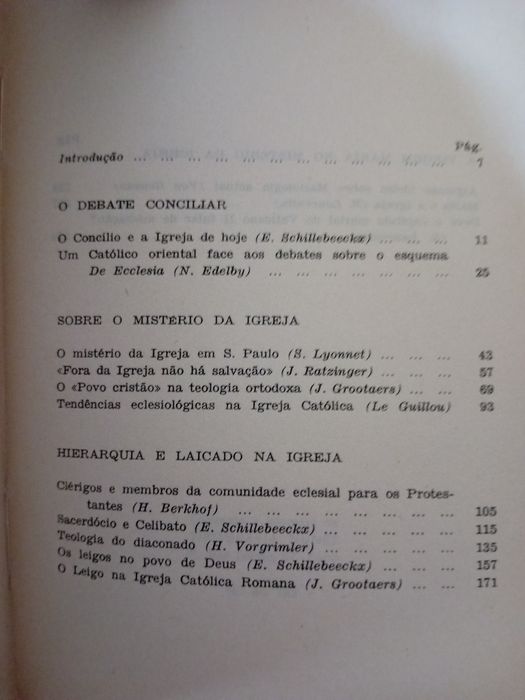 Pág.
Introdução ... ... ... ... ... ... ... ... ... ... ... ... 7
O DEBATE CONCILIAR
O Concílio e a Igreja de hoje (E. Schillebeeckx) ... ... ... 11
Um Católico oriental face aos debates sobre o esquema
De Ecclesia (N. Edelby) ... ... ... ... ... ... ... 25
SOBRE O MISTÉRIO DA IGREJA
O mistério da Igreja em S. Paulo (S. Lyonnet) ... ... ... 43
«Fora da Igreja não há salvação» (J. Ratzinger) ... ... ... 57
O «Povo cristão» na teologia ortodoxa (J. Grootaers) ... ... 69
Tendências eclesiológicas na Igreja Católica (Le Guillou) 93
HIERARQUIA E LAICADO NA IGREJA
Clérigos e membros da comunidade eclesial para os Protes-
tantes (H. Berkhof) ... ... ... ... ... ... ... ... 105
Sacerdócio e Celibato (E. Schillebeeckx) ... ... ... ... ... 115
Teologia do diaconado (H. Vorgrimler) ... ... ... ... ... 135
Os leigos no povo de Deus (E. Schillebeeckx) ... ... ... 157
O Leigo na Igreja Católica Romana (J. Grootaers) ... ... 171